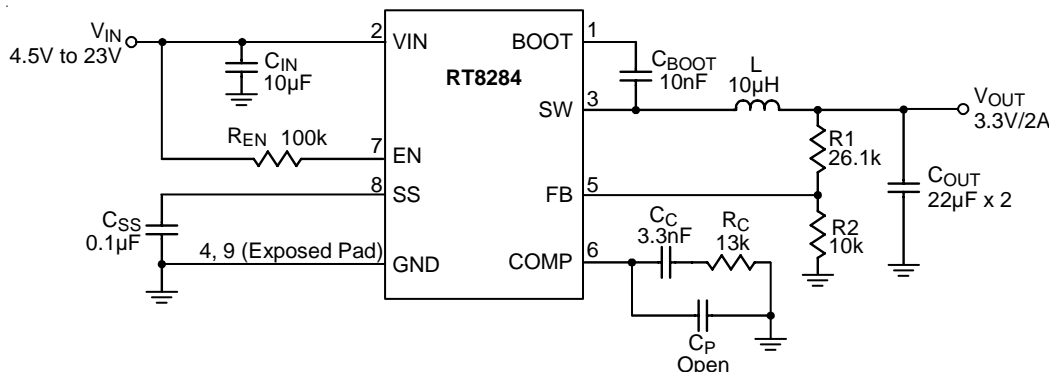 VIN
4.5V to 23V
CIN
10µF
REN 100k
CSS
0.1µF
4, 9 (Exposed Pad)
2
7
8
VIN
EN
SS
GND
RT8284
BOOT
SW
FB
COMP
1
3
5
6
CBOOT
10nF
L
10µH
VOUT
3.3V/2A
R1
26.1k
COUT
22µF x 2
R2
10k
CC
3.3nF
RC
13k
CP
Open